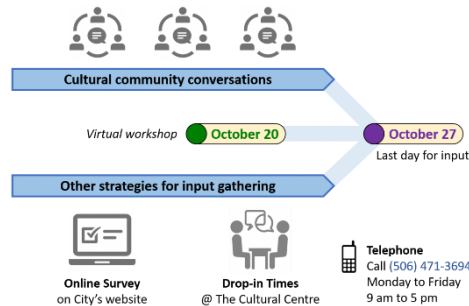 Cultural community conversations
Virtual workshop
October 20
October 27
Last day for input
Other strategies for input gathering
Online Survey
on City's website
Drop-in Times
@ The Cultural Centre
Telephone
Call (506) 471-3694
Monday to Friday
9 am to 5 pm